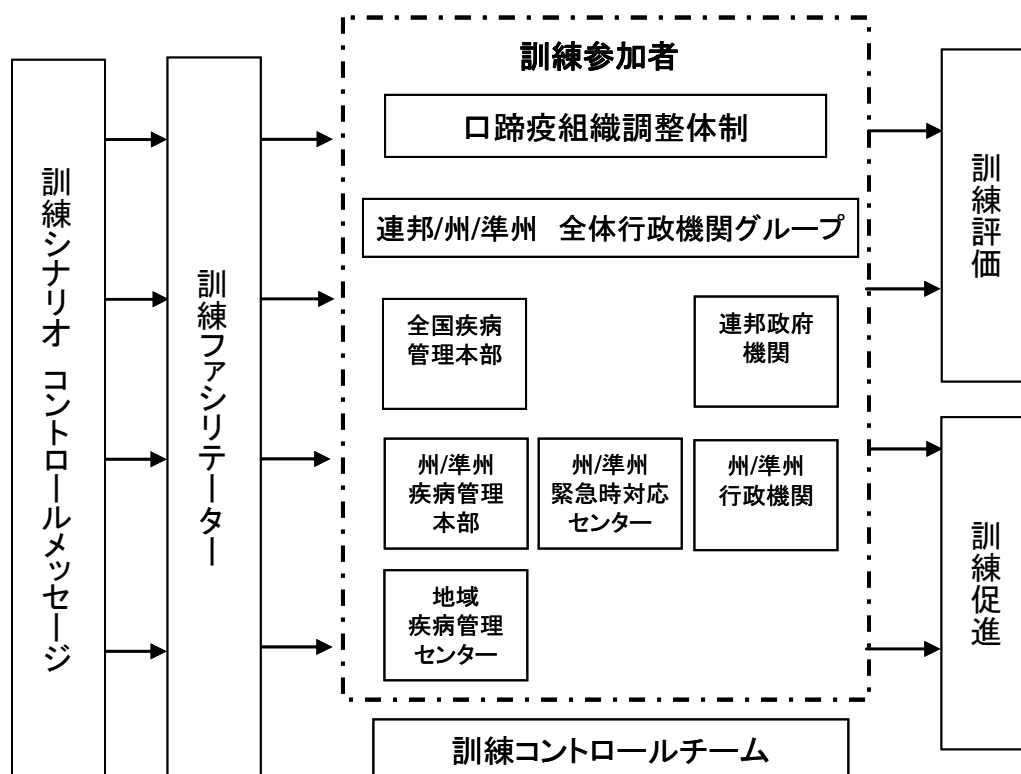 訓練シナリオ コントロールメッセージ
訓練ファシリテーター
訓練参加者
口蹄疫組織調整体制
連邦/州/準州 全体行政機関グループ
全国疾病
管理本部
連邦政府
機関
州/準州
疾病管理
本部
州/準州
緊急時対応
センター
州/準州
行政機関
地域
疾病管理
センター
訓練コントロールチーム
訓練評価
訓練促進